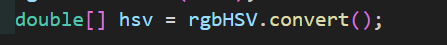 double[] hsv = rgbHSV.convert();